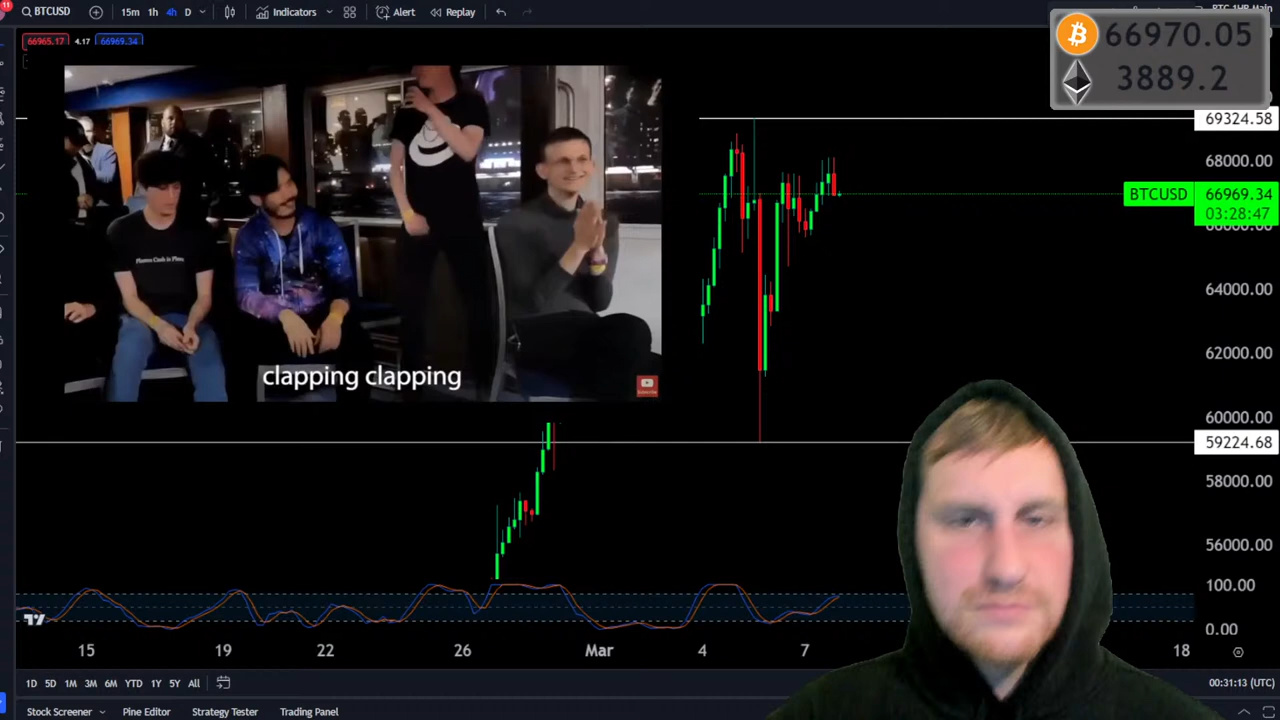 11
BTCUSD 15m 1h 4h D Indicators Alert Replay
66965.17 4.17 66969.34
66970.05
3889.2
69324.58
68000.00
BTCUSD 66969.34
03:28:47
66000.00
64000.00
62000.00
60000.00
59224.68
58000.00
56000.00
100.00
0.00
clapping clapping
15 19 22 26 Mar 4 7 18
1D 5D 1M 3M 6M YTD 1Y 5Y All 00:31:13 (UTC)
Stock Screener Pine Editor Strategy Tester Trading Panel